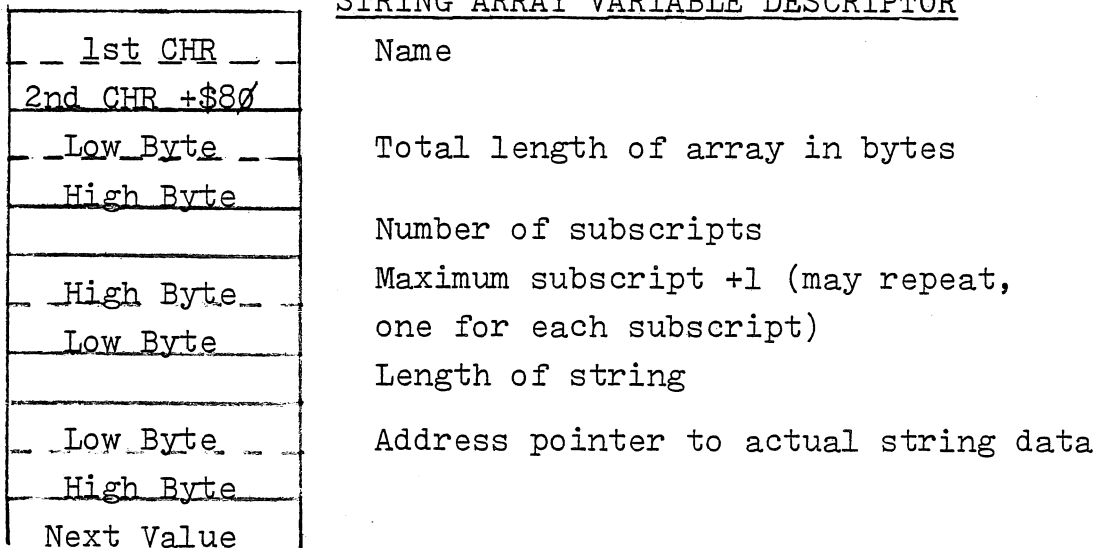 STRING ARRAY VARIABLE DESCRIPTOR
1st CHR Name
2nd CHR +$80
Low Byte Total length of array in bytes
High Byte
Number of subscripts
High Byte Maximum subscript +1 (may repeat,
Low Byte one for each subscript)
Length of string
Low Byte Address pointer to actual string data
High Byte
Next Value